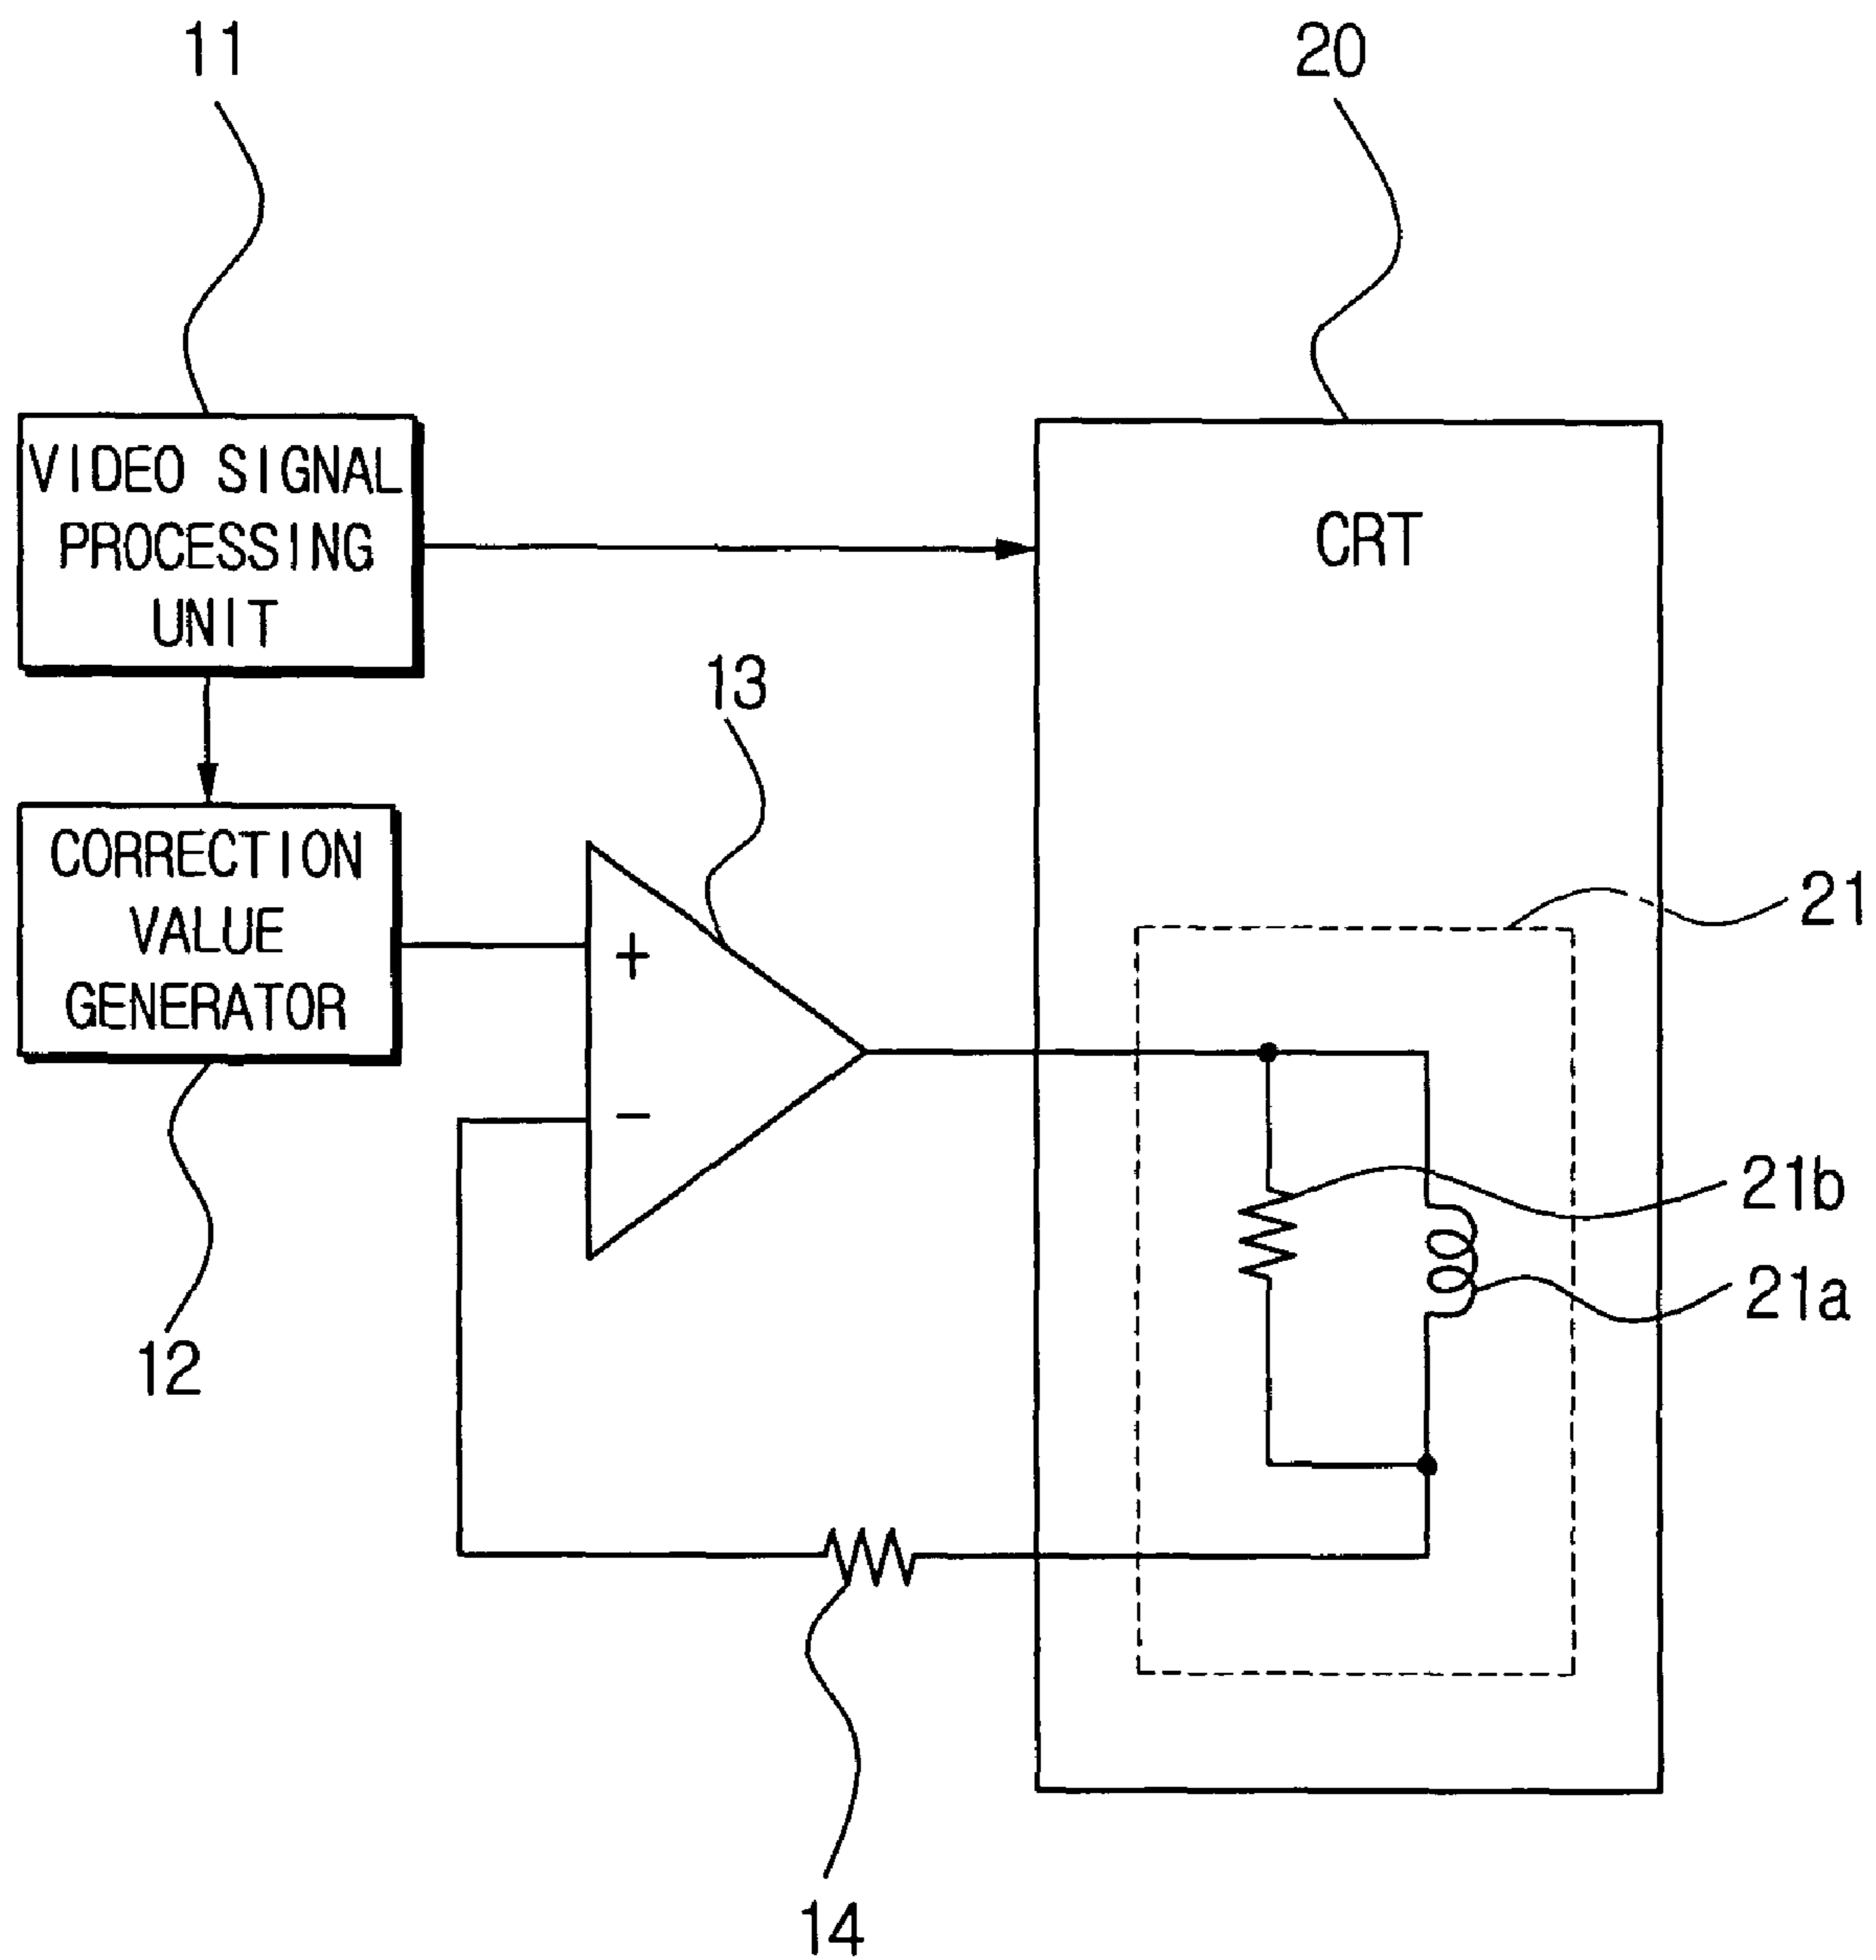 11
20
VIDEO SIGNAL
PROCESSING
UNIT
CRT
13
CORRECTION
VALUE
GENERATOR
+
−
21
21b
21a
12
14